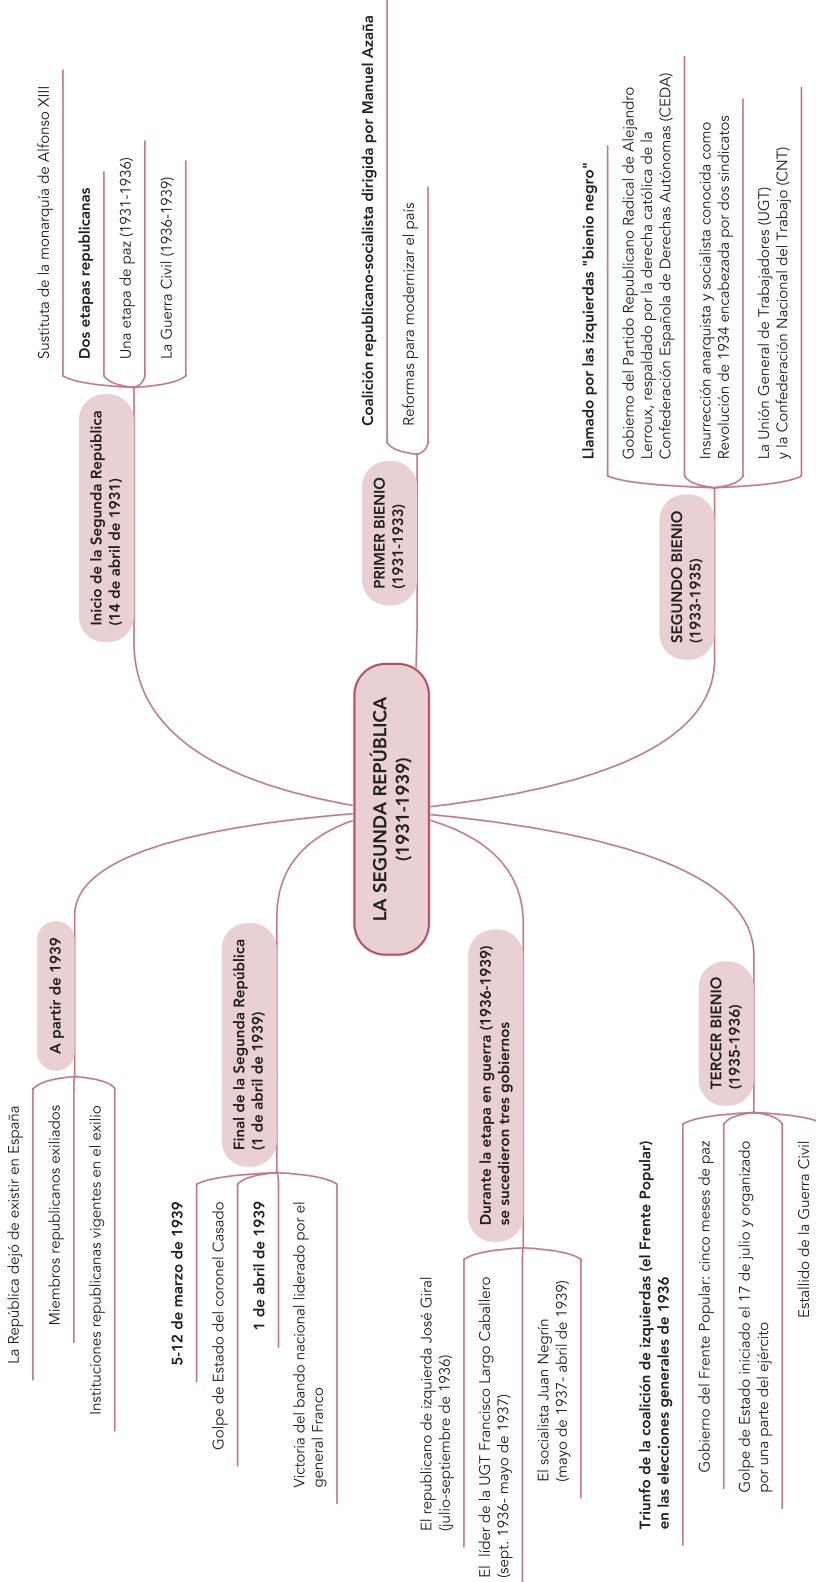 LA SEGUNDA REPÚBLICA
(1931-1939)
Inicio de la Segunda República
(14 de abril de 1931)
Sustituta de la monarquía de Alfonso XIII
Dos etapas republicanas
Una etapa de paz (1931-1936)
La Guerra Civil (1936-1939)
PRIMER BIENIO
(1931-1933)
Coalición republicano-socialista dirigida por Manuel Azaña
Reformas para modernizar el país
SEGUNDO BIENIO
(1933-1935)
Llamado por las izquierdas "bienio negro"
Gobierno del Partido Republicano Radical de Alejandro
Lerroux, respaldado por la derecha católica de la
Confederación Española de Derechas Autónomas (CEDA)
Insurrección anarquista y socialista conocida como
Revolución de 1934 encabezada por dos sindicatos
La Unión General de Trabajadores (UGT)
y la Confederación Nacional del Trabajo (CNT)
TERCER BIENIO
(1935-1936)
Triunfo de la coalición de izquierdas (el Frente Popular)
en las elecciones generales de 1936
Gobierno del Frente Popular: cinco meses de paz
Golpe de Estado iniciado el 17 de julio y organizado
por una parte del ejército
Estallido de la Guerra Civil
Durante la etapa en guerra (1936-1939)
se sucedieron tres gobiernos
El republicano de izquierda José Giral
(julio-septiembre de 1936)
El líder de la UGT Francisco Largo Caballero
(sept. 1936- mayo de 1937)
El socialista Juan Negrín
(mayo de 1937- abril de 1939)
Final de la Segunda República
(1 de abril de 1939)
5-12 de marzo de 1939
Golpe de Estado del coronel Casado
1 de abril de 1939
Victoria del bando nacional liderado por el
general Franco
A partir de 1939
La República dejó de existir en España
Miembros republicanos exiliados
Instituciones republicanas vigentes en el exilio